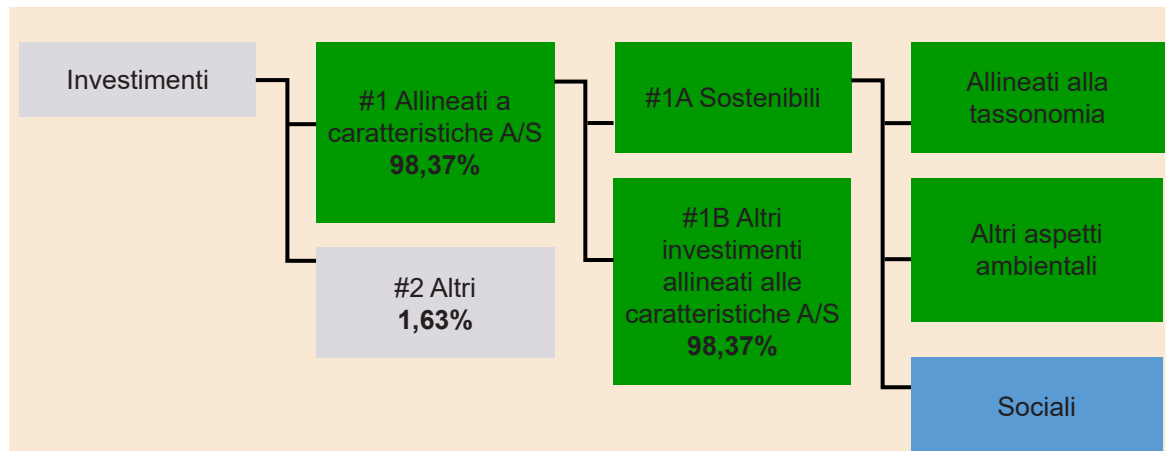 Investimenti
#1 Allineati a
caratteristiche A/S
98,37%
#2 Altri
1,63%
#1A Sostenibili
#1B Altri
investimenti
allineati alle
caratteristiche A/S
98,37%
Allineati alla
tassonomia
Altri aspetti
ambientali
Sociali